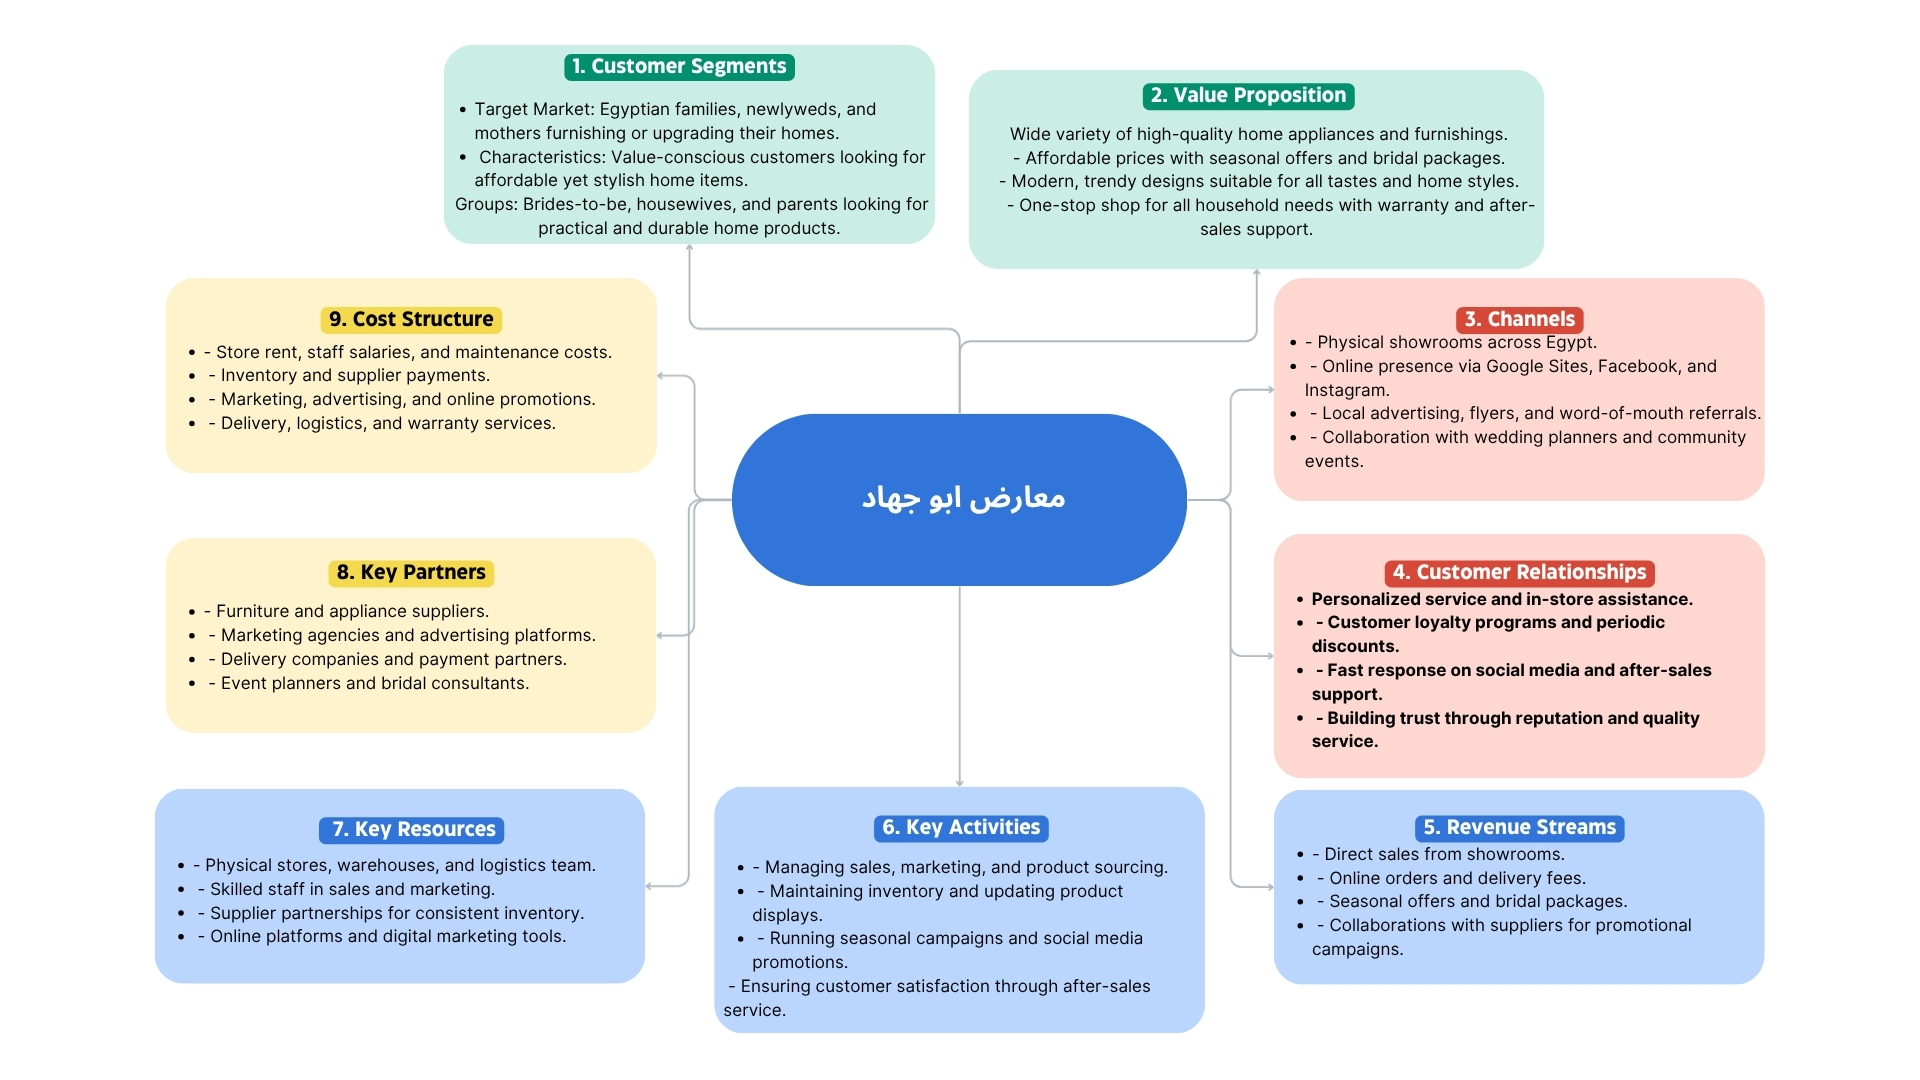 1. Customer Segments
• Target Market: Egyptian families, newlyweds, and
mothers furnishing or upgrading their homes.
• Characteristics: Value-conscious customers looking for
affordable yet stylish home items.
Groups: Brides-to-be, housewives, and parents looking for
practical and durable home products.
2. Value Proposition
Wide variety of high-quality home appliances and furnishings.
- Affordable prices with seasonal offers and bridal packages.
- Modern, trendy designs suitable for all tastes and home styles.
- One-stop shop for all household needs with warranty and after-
sales support.
3. Channels
• - Physical showrooms across Egypt.
• - Online presence via Google Sites, Facebook, and
Instagram.
• - Local advertising, flyers, and word-of-mouth referrals.
• - Collaboration with wedding planners and community
events.
معارض ابو جهاد
4. Customer Relationships
• Personalized service and in-store assistance.
• - Customer loyalty programs and periodic
discounts.
• - Fast response on social media and after-sales
support.
• - Building trust through reputation and quality
service.
5. Revenue Streams
• - Direct sales from showrooms.
• - Online orders and delivery fees.
• - Seasonal offers and bridal packages.
• - Collaborations with suppliers for promotional
campaigns.
6. Key Activities
• - Managing sales, marketing, and product sourcing.
• - Maintaining inventory and updating product
displays.
• - Running seasonal campaigns and social media
promotions.
- Ensuring customer satisfaction through after-sales
service.
7. Key Resources
• - Physical stores, warehouses, and logistics team.
• - Skilled staff in sales and marketing.
• - Supplier partnerships for consistent inventory.
• - Online platforms and digital marketing tools.
8. Key Partners
• - Furniture and appliance suppliers.
• - Marketing agencies and advertising platforms.
• - Delivery companies and payment partners.
• - Event planners and bridal consultants.
9. Cost Structure
• - Store rent, staff salaries, and maintenance costs.
• - Inventory and supplier payments.
• - Marketing, advertising, and online promotions.
• - Delivery, logistics, and warranty services.